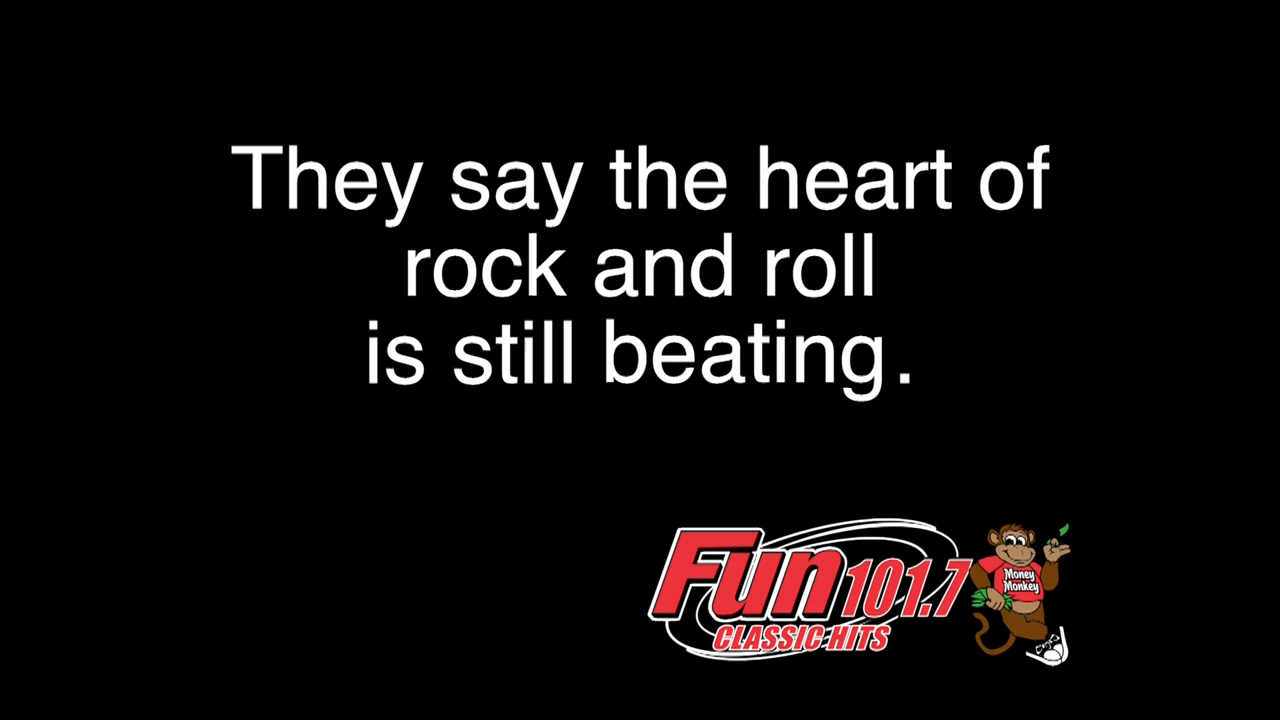 They say the heart of
rock and roll
is still beating.
Fun 101.7
CLASSIC HITS
Money
Monkey